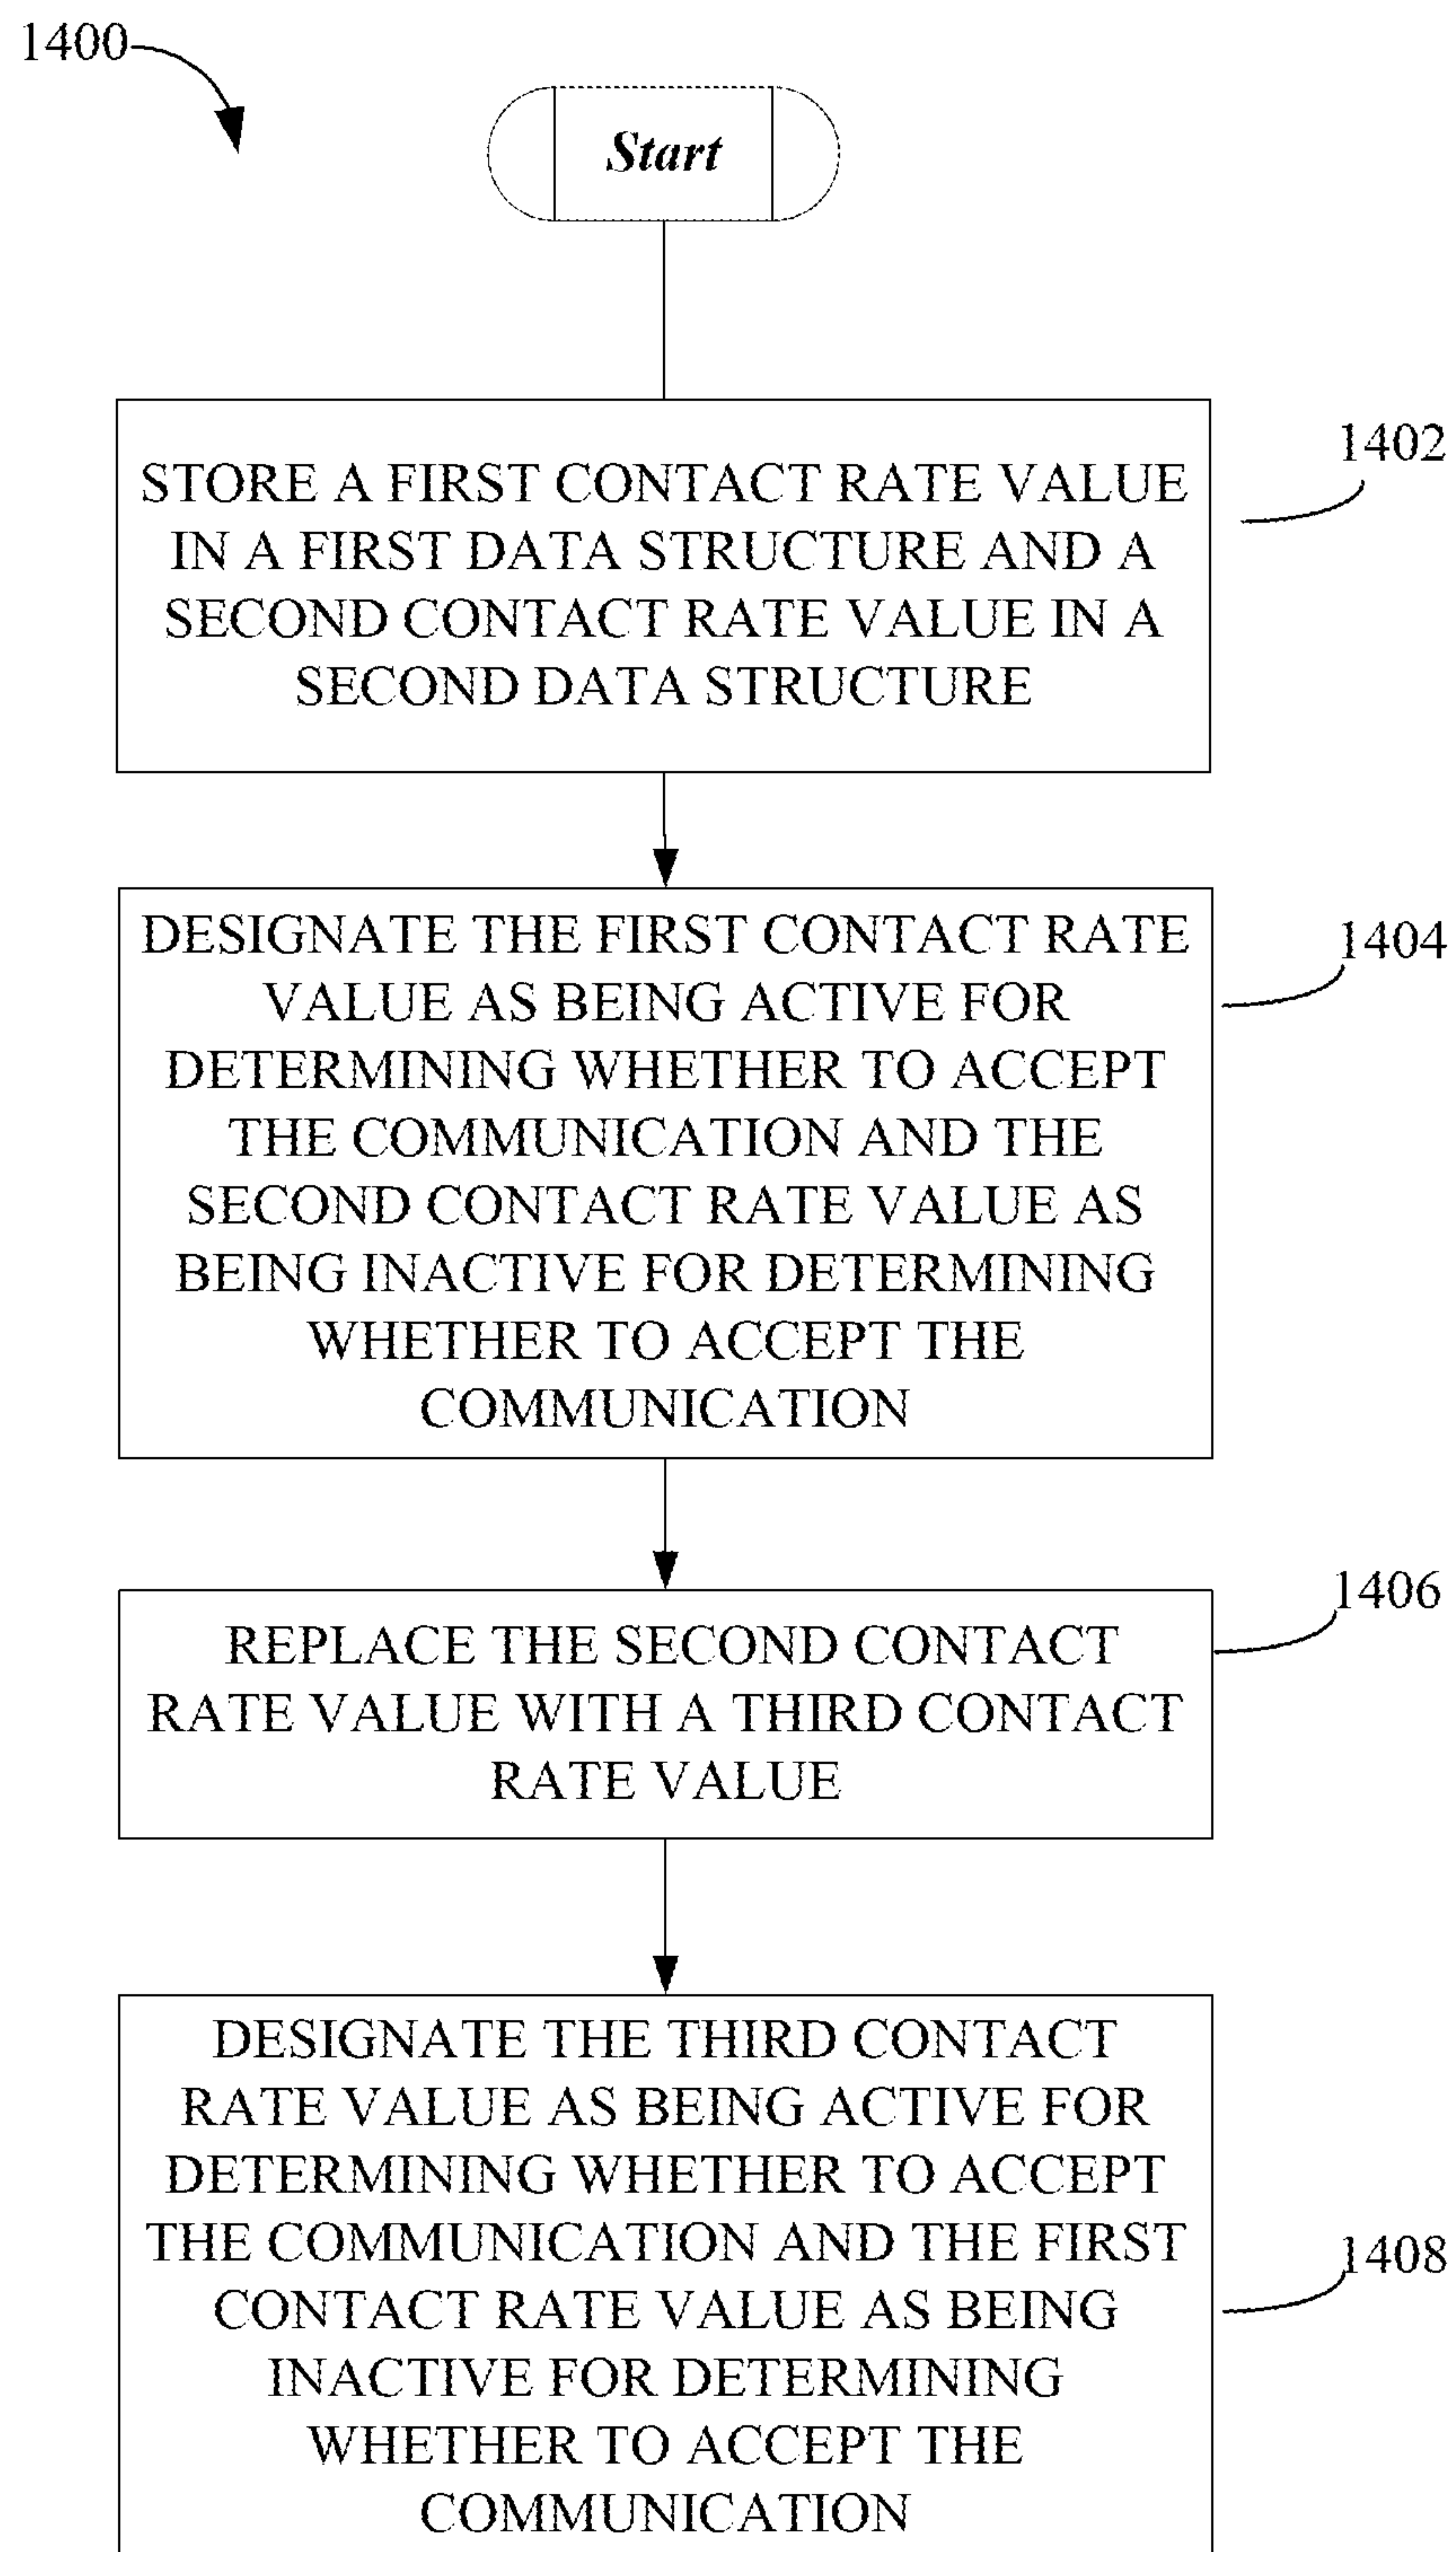 1400
Start
1402
STORE A FIRST CONTACT RATE VALUE
IN A FIRST DATA STRUCTURE AND A
SECOND CONTACT RATE VALUE IN A
SECOND DATA STRUCTURE
1404
DESIGNATE THE FIRST CONTACT RATE
VALUE AS BEING ACTIVE FOR
DETERMINING WHETHER TO ACCEPT
THE COMMUNICATION AND THE
SECOND CONTACT RATE VALUE AS
BEING INACTIVE FOR DETERMINING
WHETHER TO ACCEPT THE
COMMUNICATION
1406
REPLACE THE SECOND CONTACT
RATE VALUE WITH A THIRD CONTACT
RATE VALUE
1408
DESIGNATE THE THIRD CONTACT
RATE VALUE AS BEING ACTIVE FOR
DETERMINING WHETHER TO ACCEPT
THE COMMUNICATION AND THE FIRST
CONTACT RATE VALUE AS BEING
INACTIVE FOR DETERMINING
WHETHER TO ACCEPT THE
COMMUNICATION